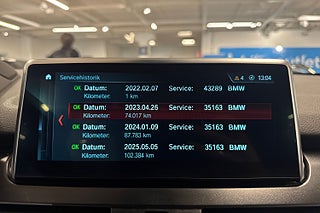 Servicehistorik
4
13:04
OK Datum: 2022.02.07 Service: 43289 BMW
Kilometer: 1 km
OK Datum: 2023.04.26 Service: 35163 BMW
Kilometer: 74.017 km
OK Datum: 2024.01.09 Service: 35163 BMW
Kilometer: 87.783 km
OK Datum: 2025.05.05 Service: 35163 BMW
Kilometer: 102.384 km